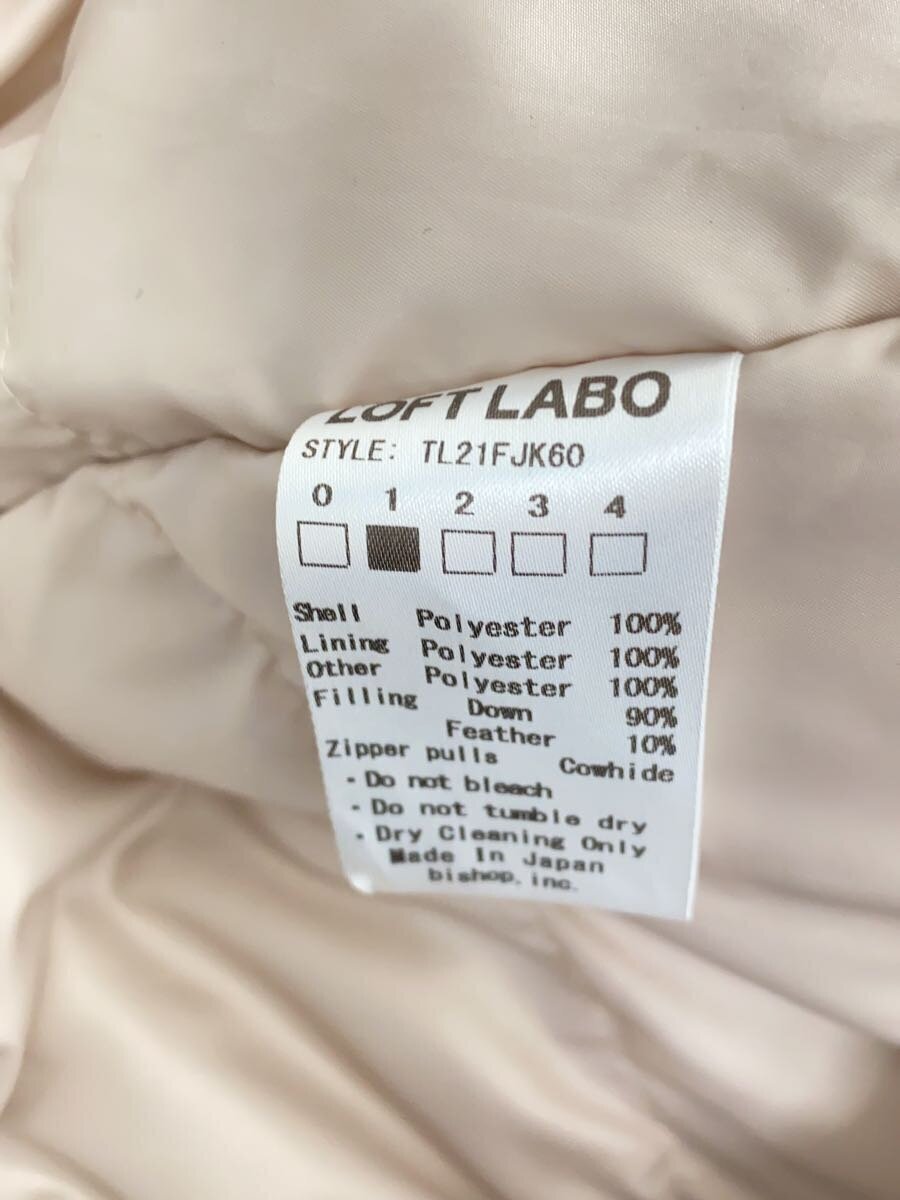 LOFT LABO
STYLE: TL21FJK60
0 1 2 3 4
Shell Polyester 100%
Lining Polyester 100%
Other Polyester 100%
Filling Down 90%
Feather 10%
Zipper pulls Cowhide
・Do not bleach
・Do not tumble dry
・Dry Cleaning Only
Made In Japan
bishop.inc.